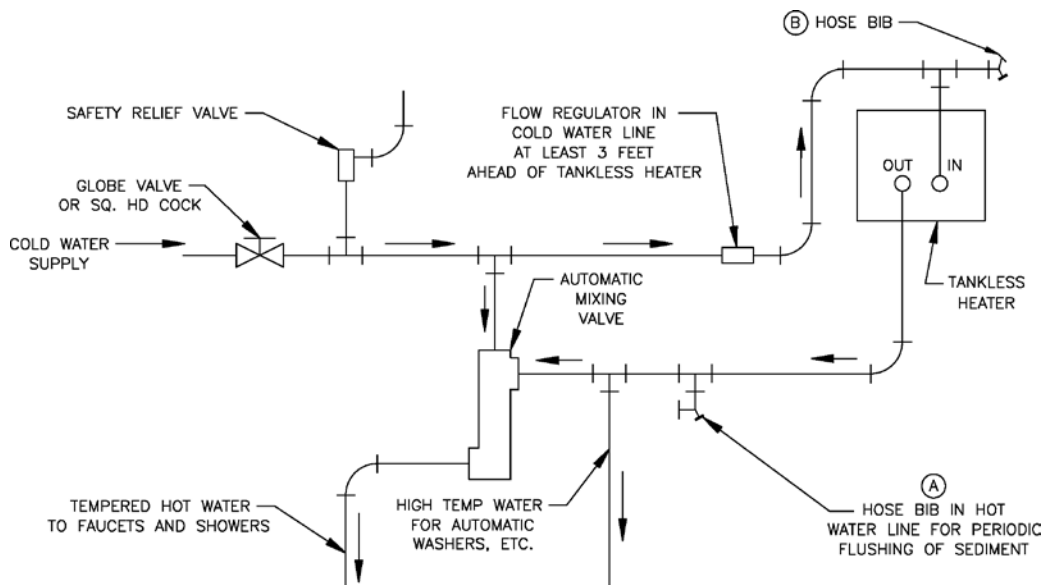 B HOSE BIB
SAFETY RELIEF VALVE
FLOW REGULATOR IN
COLD WATER LINE
AT LEAST 3 FEET
AHEAD OF TANKLESS HEATER
OUT IN
GLOBE VALVE
OR SQ. HD COCK
COLD WATER
SUPPLY
AUTOMATIC
MIXING
VALVE
TANKLESS
HEATER
TEMPERED HOT WATER
TO FAUCETS AND SHOWERS
HIGH TEMP WATER
FOR AUTOMATIC
WASHERS, ETC.
A
HOSE BIB IN HOT
WATER LINE FOR PERIODIC
FLUSHING OF SEDIMENT